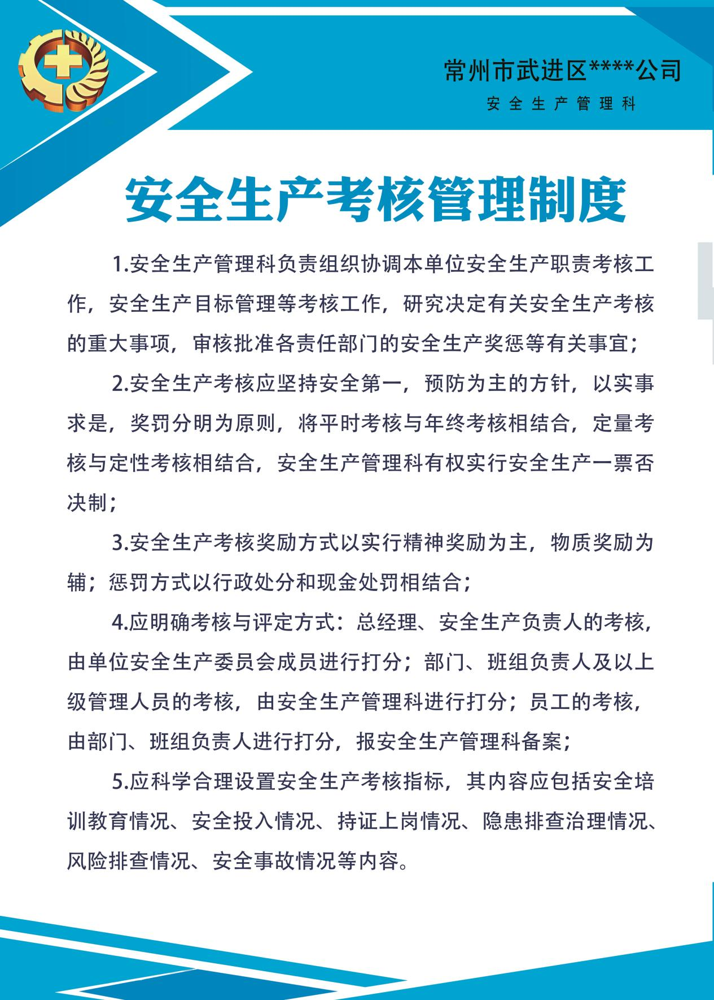 常州市武进区****公司
安全生产管理科
安全生产考核管理制度
1.安全生产管理科负责组织协调本单位安全生产职责考核工
作，安全生产目标管理等考核工作，研究决定有关安全生产考核
的重大事项，审核批准各责任部门的安全生产奖惩等有关事宜；
2.安全生产考核应坚持安全第一，预防为主的方针，以实事
求是，奖罚分明为原则，将平时考核与年终考核相结合，定量考
核与定性考核相结合，安全生产管理科有权实行安全生产一票否
决制；
3.安全生产考核奖励方式以实行精神奖励为主，物质奖励为
辅；惩罚方式以行政处分和现金处罚相结合；
4.应明确考核与评定方式：总经理、安全生产负责人的考核，
由单位安全生产委员会成员进行打分；部门、班组负责人及以上
级管理人员的考核，由安全生产管理科进行打分；员工的考核，
由部门、班组负责人进行打分，报安全生产管理科备案；
5.应科学合理设置安全生产考核指标，其内容应包括安全培
训教育情况、安全投入情况、持证上岗情况、隐患排查治理情况、
风险排查情况、安全事故情况等内容。